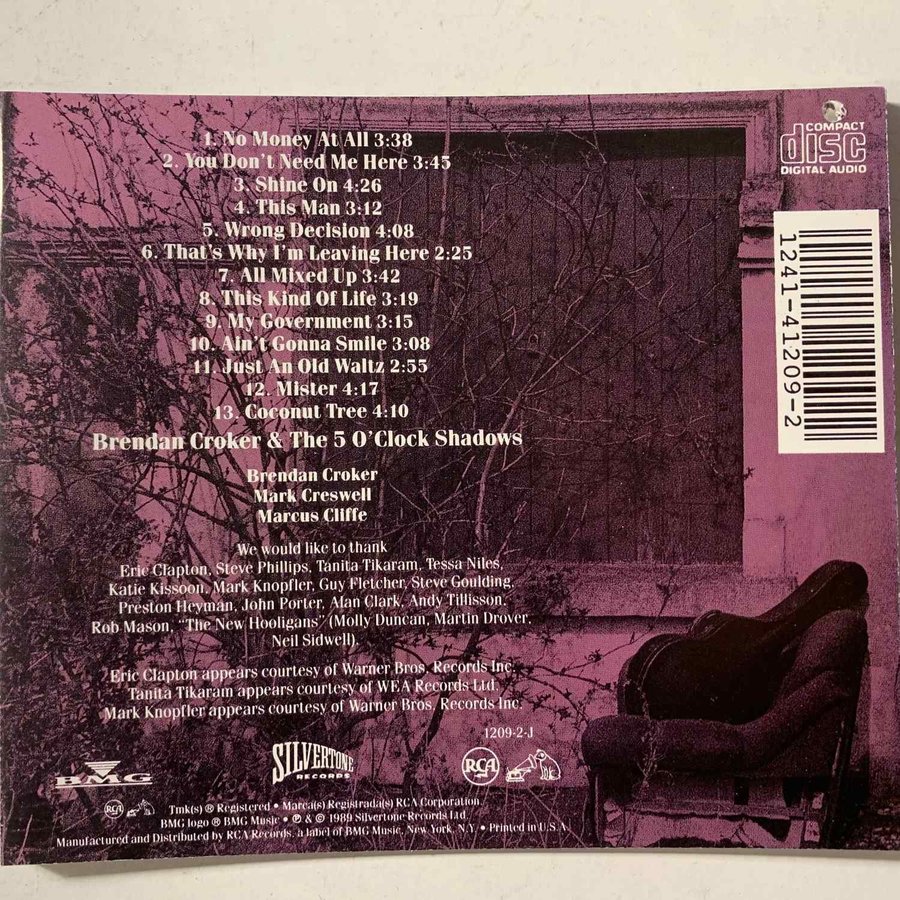 COMPACT
disc
DIGITAL AUDIO
1. No Money At All 3:38
2. You Don't Need Me Here 3:45
3. Shine On 4:26
4. This Man 3:12
5. Wrong Decision 4:08
6. That's Why I'm Leaving Here 2:25
7. All Mixed Up 3:42
8. This Kind Of Life 3:19
9. My Government 3:15
10. Ain't Gonna Smile 3:08
11. Just An Old Waltz 2:55
12. Mister 4:17
13. Coconut Tree 4:10
1241-41209-2
Brendan Croker & The 5 O'Clock Shadows
Brendan Croker
Mark Creswell
Marcus Cliffe
We would like to thank
Eric Clapton, Steve Phillips, Tanita Tikaram, Tessa Niles,
Katie Kissoon, Mark Knopfler, Guy Fletcher, Steve Goulding,
Preston Heyman, John Porter, Alan Clark, Andy Tillisson,
Rob Mason, "The New Hooligans" (Molly Duncan, Martin Drover,
Neil Sidwell).
Eric Clapton appears courtesy of Warner Bros. Records Inc.
Tanita Tikaram appears courtesy of WEA Records Ltd.
Mark Knopfler appears courtesy of Warner Bros. Records Inc.
1209-2-J
BMG
SILVERTONE
RECORDS
RCA
RCA Tmk(s) ® Registered • Marca(s) Registrada(s) RCA Corporation.
BMG logo ® BMG Music • ℗ & © 1989 Silvertone Records Ltd.
Manufactured and Distributed by RCA Records, a label of BMG Music, New York, N.Y. • Printed in U.S.A.